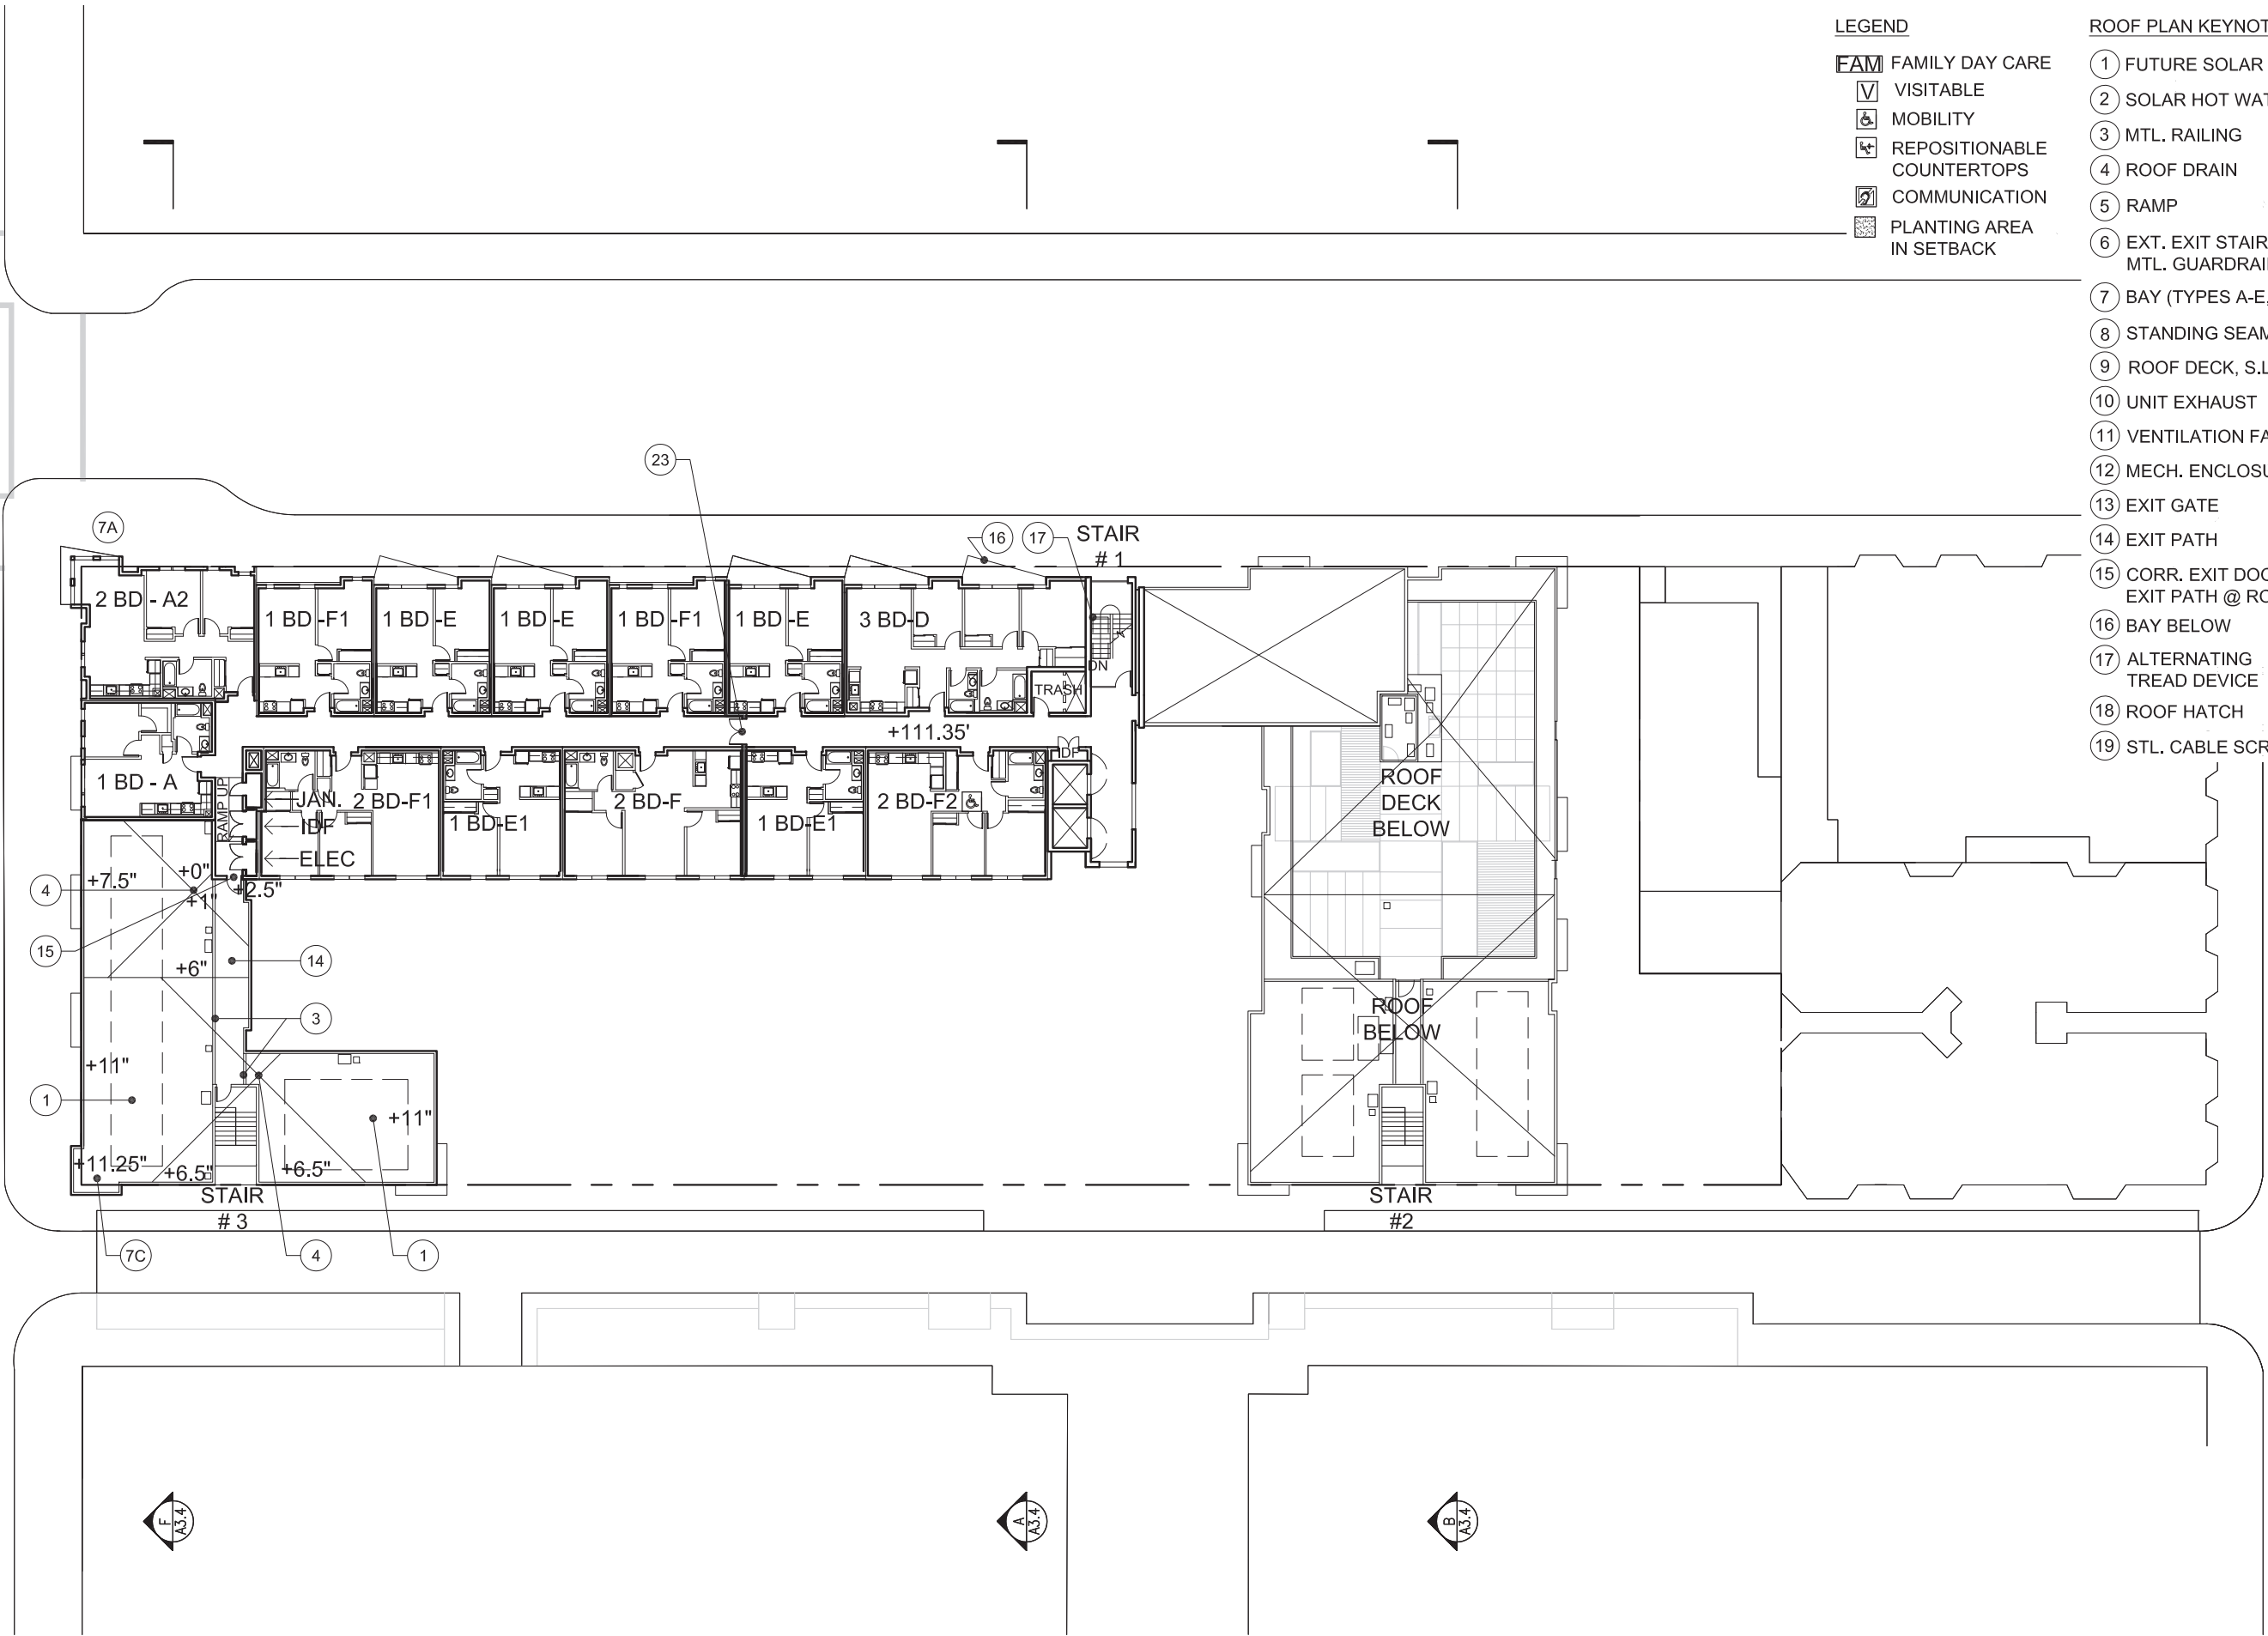 LEGEND
FAM FAMILY DAY CARE
V VISITABLE
MOBILITY
REPOSITIONABLE
COUNTERTOPS
COMMUNICATION
PLANTING AREA
IN SETBACK
ROOF PLAN KEYNOT
1 FUTURE SOLAR
2 SOLAR HOT WAT
3 MTL. RAILING
4 ROOF DRAIN
5 RAMP
6 EXT. EXIT STAIR
MTL. GUARDRAI
7 BAY (TYPES A-E,
8 STANDING SEAM
9 ROOF DECK, S.L
10 UNIT EXHAUST
11 VENTILATION FA
12 MECH. ENCLOSU
13 EXIT GATE
14 EXIT PATH
15 CORR. EXIT DOO
EXIT PATH @ RO
16 BAY BELOW
17 ALTERNATING
TREAD DEVICE
18 ROOF HATCH
19 STL. CABLE SCR
23
7A
16
17
STAIR
# 1
2 BD - A2
1 BD -F1
1 BD -E
1 BD -E
1 BD -F1
1 BD -E
3 BD-D
DN
TRASH
+111.35'
1 BD - A
RAMP UP
JAN.
IDF
ELEC
2 BD-F1
1 BD-E1
2 BD-F
1 BD-E1
2 BD-F2
ROOF
DECK
BELOW
4
+7.5"
+0"
+1"
+2.5"
15
+6"
14
3
+11"
1
+11"
ROOF
BELOW
+11.25"
+6.5"
+6.5"
STAIR
# 3
STAIR
#2
7C
4
1
F
A3.4
A
A3.4
B
A3.4